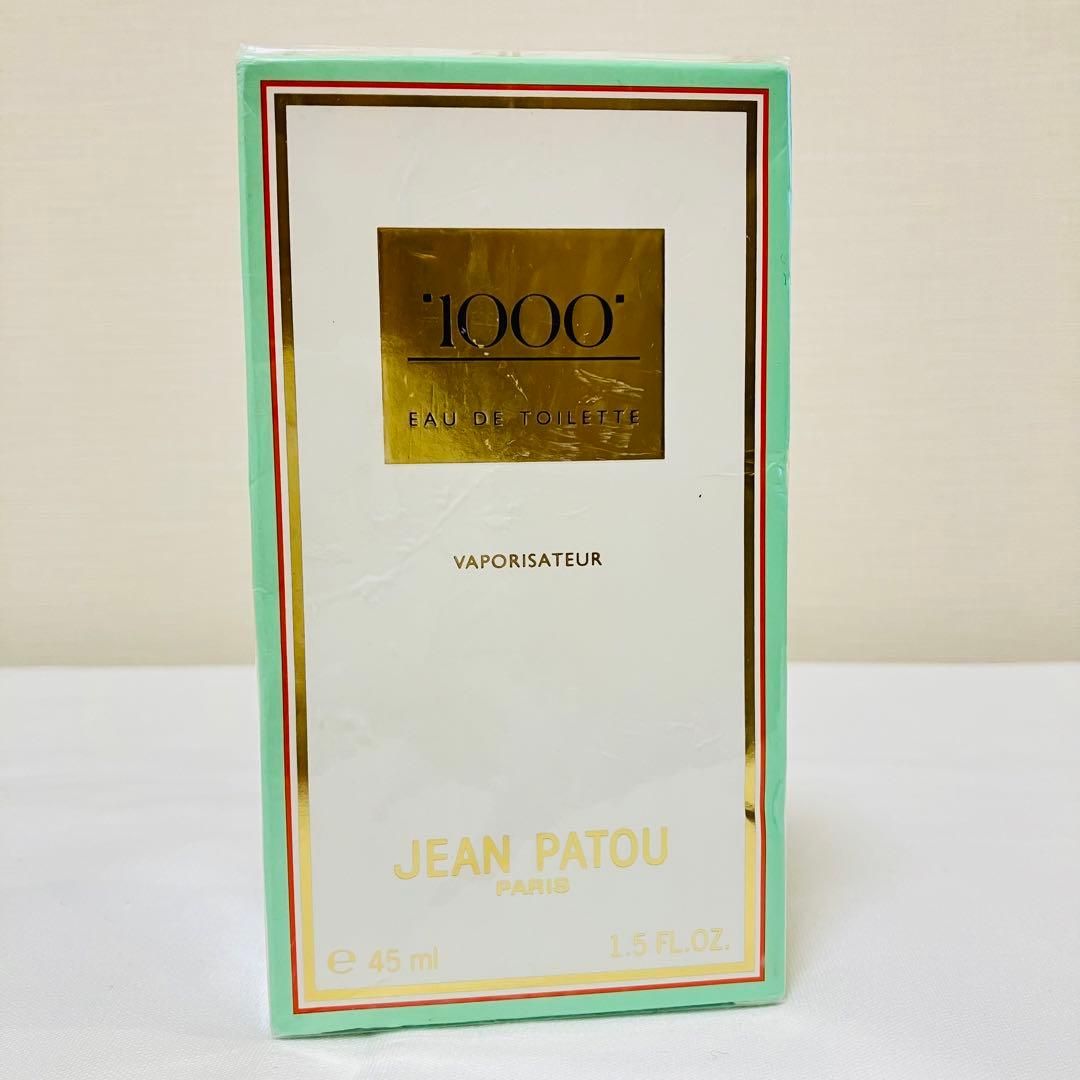 "1000"
EAU DE TOILETTE
VAPORISATEUR
JEAN PATOU
PARIS
℮ 45 ml
1.5 FL.OZ.